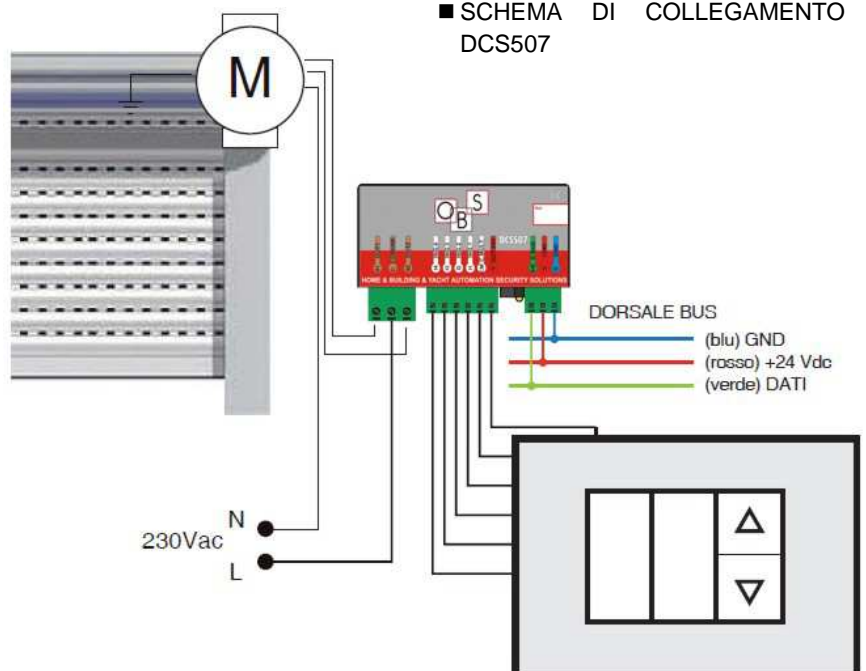 ■ SCHEMA DI COLLEGAMENTO
DCS507
M
O
B
S
DCS507
HOME & BUILDING & YACHT AUTOMATION SECURITY SOLUTIONS
DORSALE BUS
(blu) GND
(rosso) +24 Vdc
(verde) DATI
230Vac
N
L